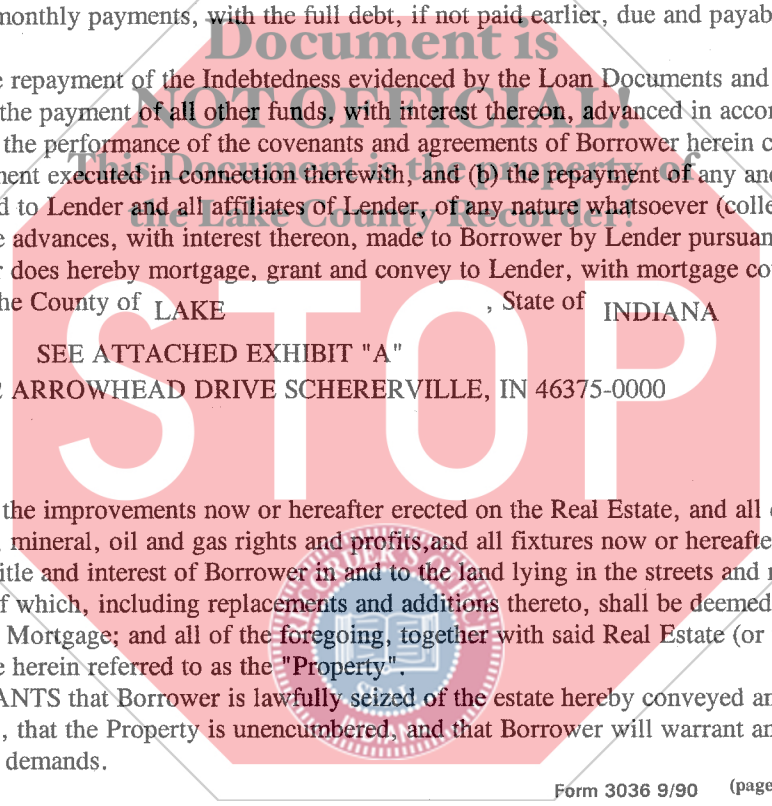 monthly payments, with the full debt, if not paid earlier, due and payab
Document is
repayment of the Indebtedness evidenced by the Loan Documents and
NOT OFFICIAL!
the payment of all other funds, with interest thereon, advanced in accor
the performance of the covenants and agreements of Borrower herein c
This Document is the property of
ment executed in connection therewith, and (b) the repayment of any and
d to Lender and all affiliates of Lender, of any nature whatsoever (colle
the Lake County Recorder!
e advances, with interest thereon, made to Borrower by Lender pursuan
r does hereby mortgage, grant and convey to Lender, with mortgage co
he County of LAKE , State of INDIANA
STOP
SEE ATTACHED EXHIBIT "A"
ARROWHEAD DRIVE SCHERERVILLE, IN 46375-0000
the improvements now or hereafter erected on the Real Estate, and all
mineral, oil and gas rights and profits,and all fixtures now or hereafte
itle and interest of Borrower in and to the land lying in the streets and
f which, including replacements and additions thereto, shall be deemed
Mortgage; and all of the foregoing, together with said Real Estate (or
e herein referred to as the "Property".
ANTS that Borrower is lawfully seized of the estate hereby conveyed an
, that the Property is unencumbered, and that Borrower will warrant an
INDIANA
demands.
Form 3036 9/90 (page